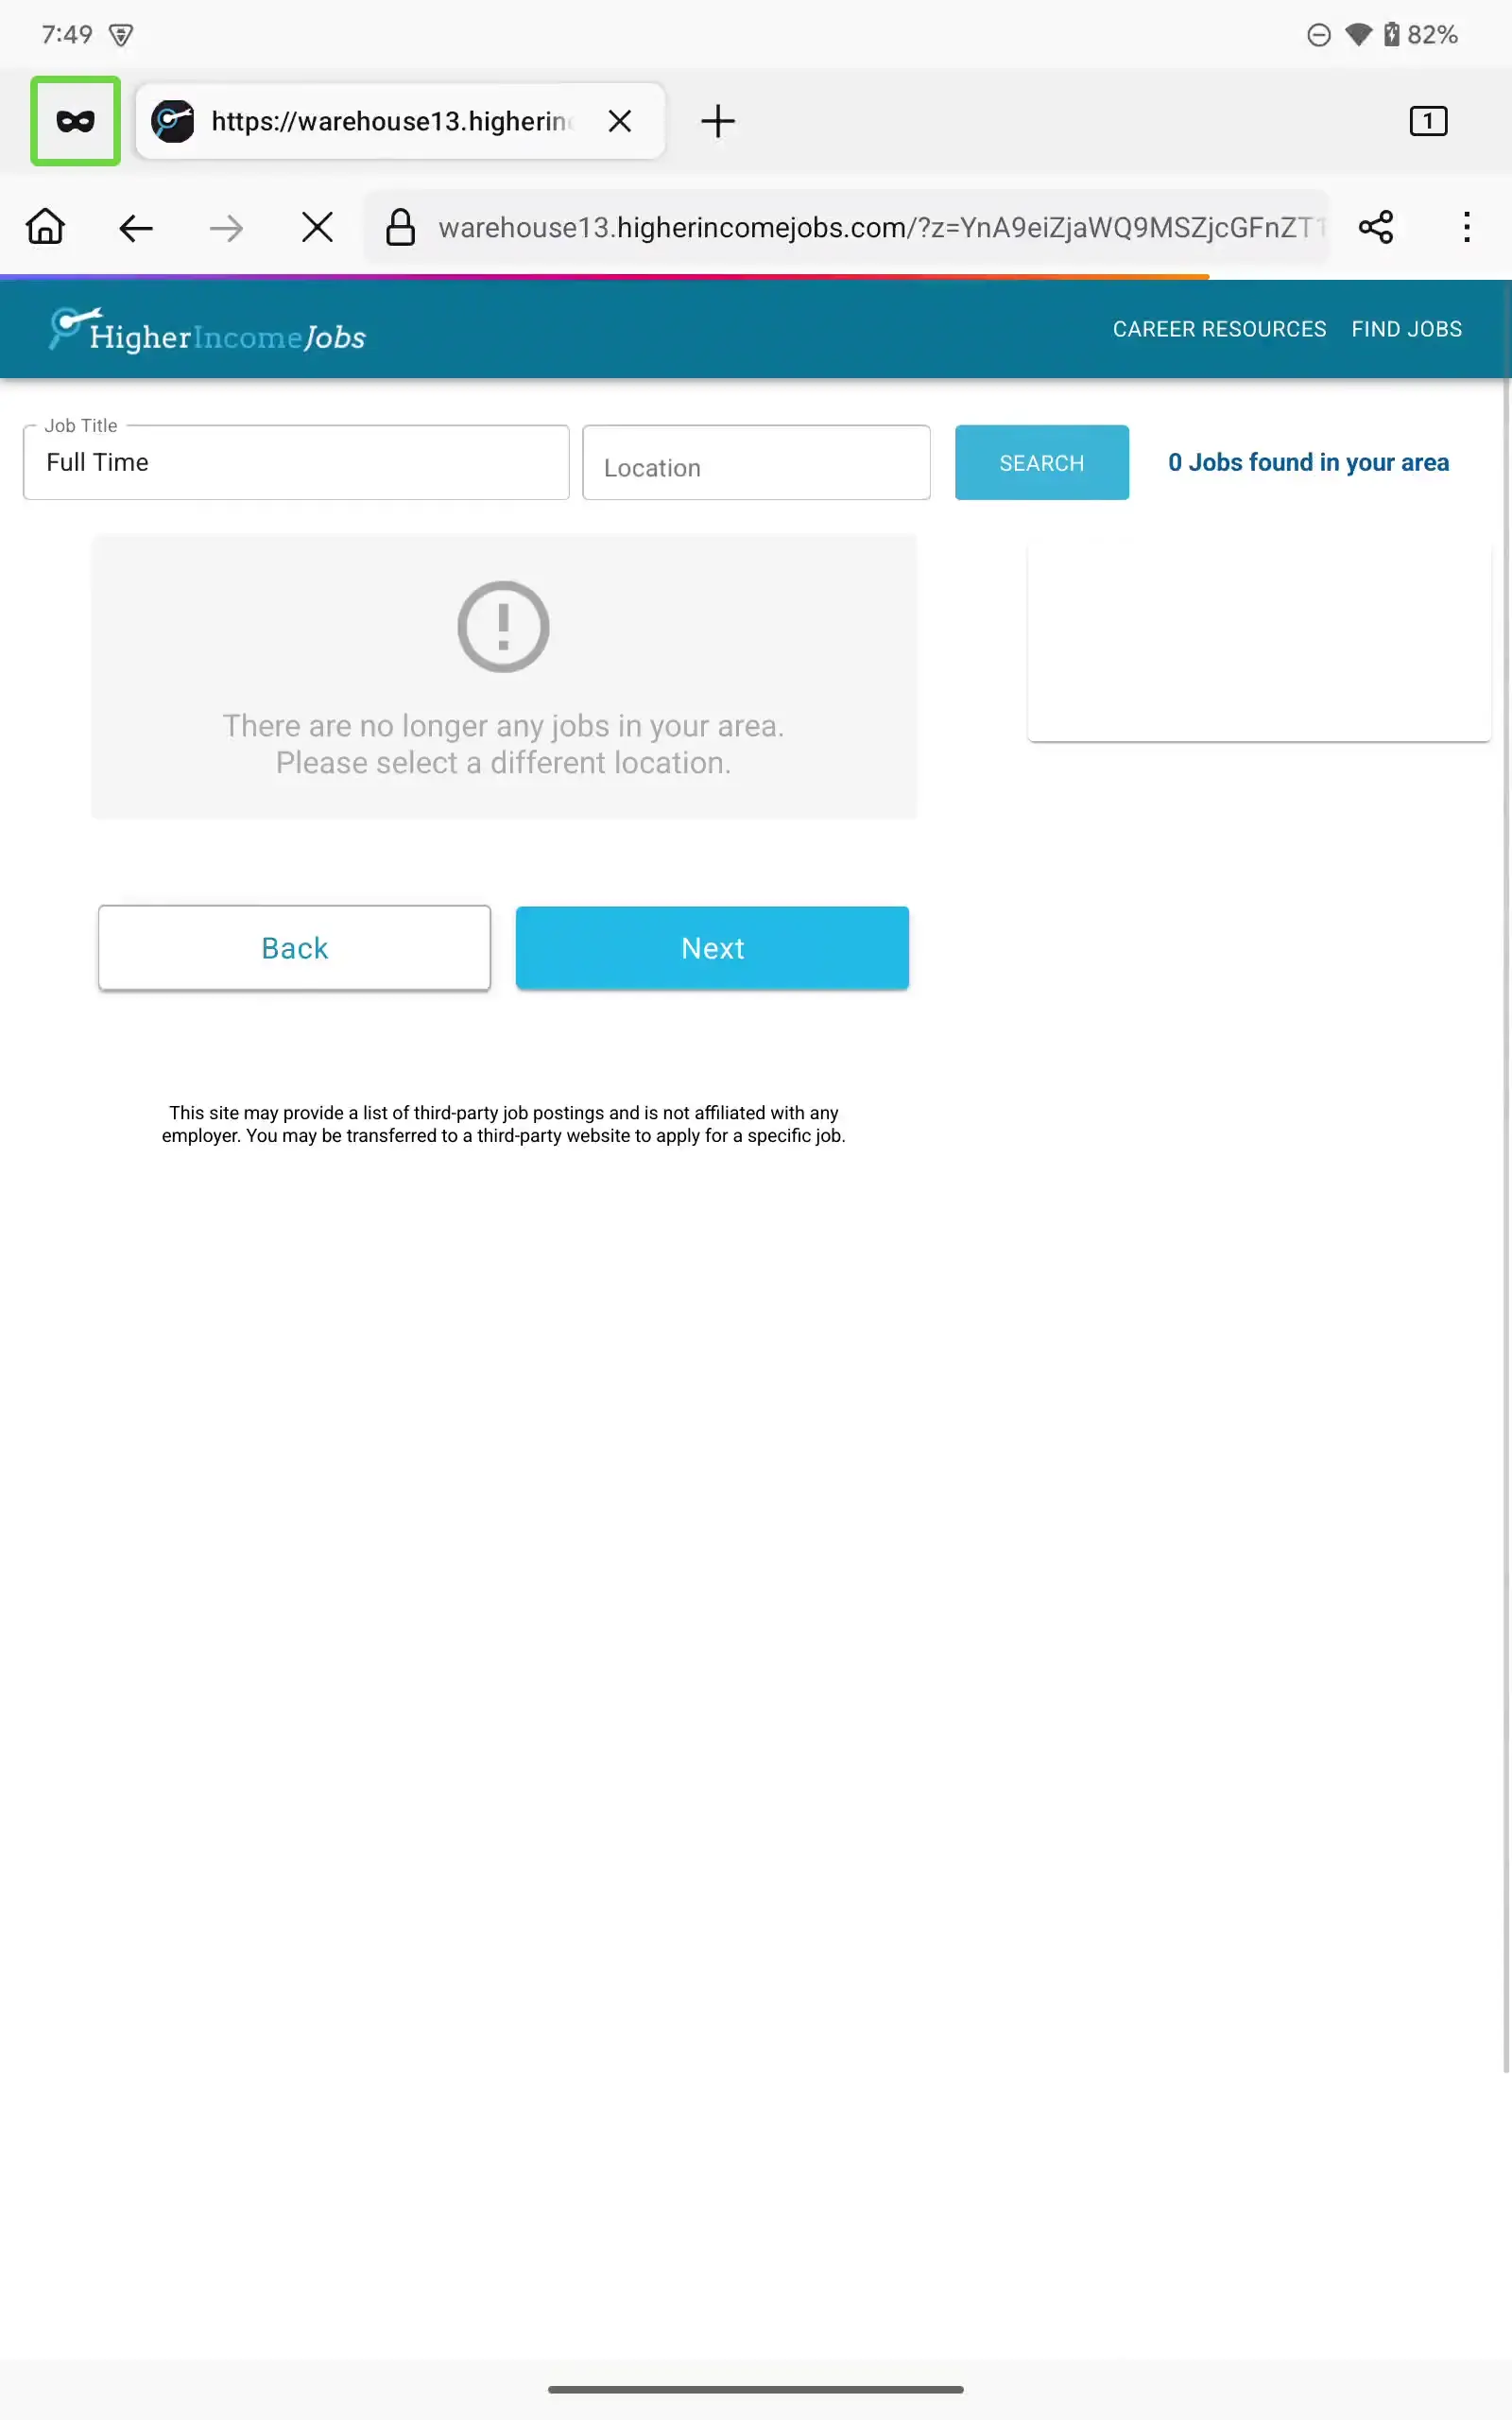 7:49
82%
https://warehouse13.higherin
1
warehouse13.higherincomejobs.com/?z=YnA9eiZjaWQ9MSZjcGFnZT1
HigherIncomeJobs
CAREER RESOURCES FIND JOBS
Job Title
Full Time
Location
SEARCH
0 Jobs found in your area
There are no longer any jobs in your area.
Please select a different location.
Back
Next
This site may provide a list of third-party job postings and is not affiliated with any
employer. You may be transferred to a third-party website to apply for a specific job.